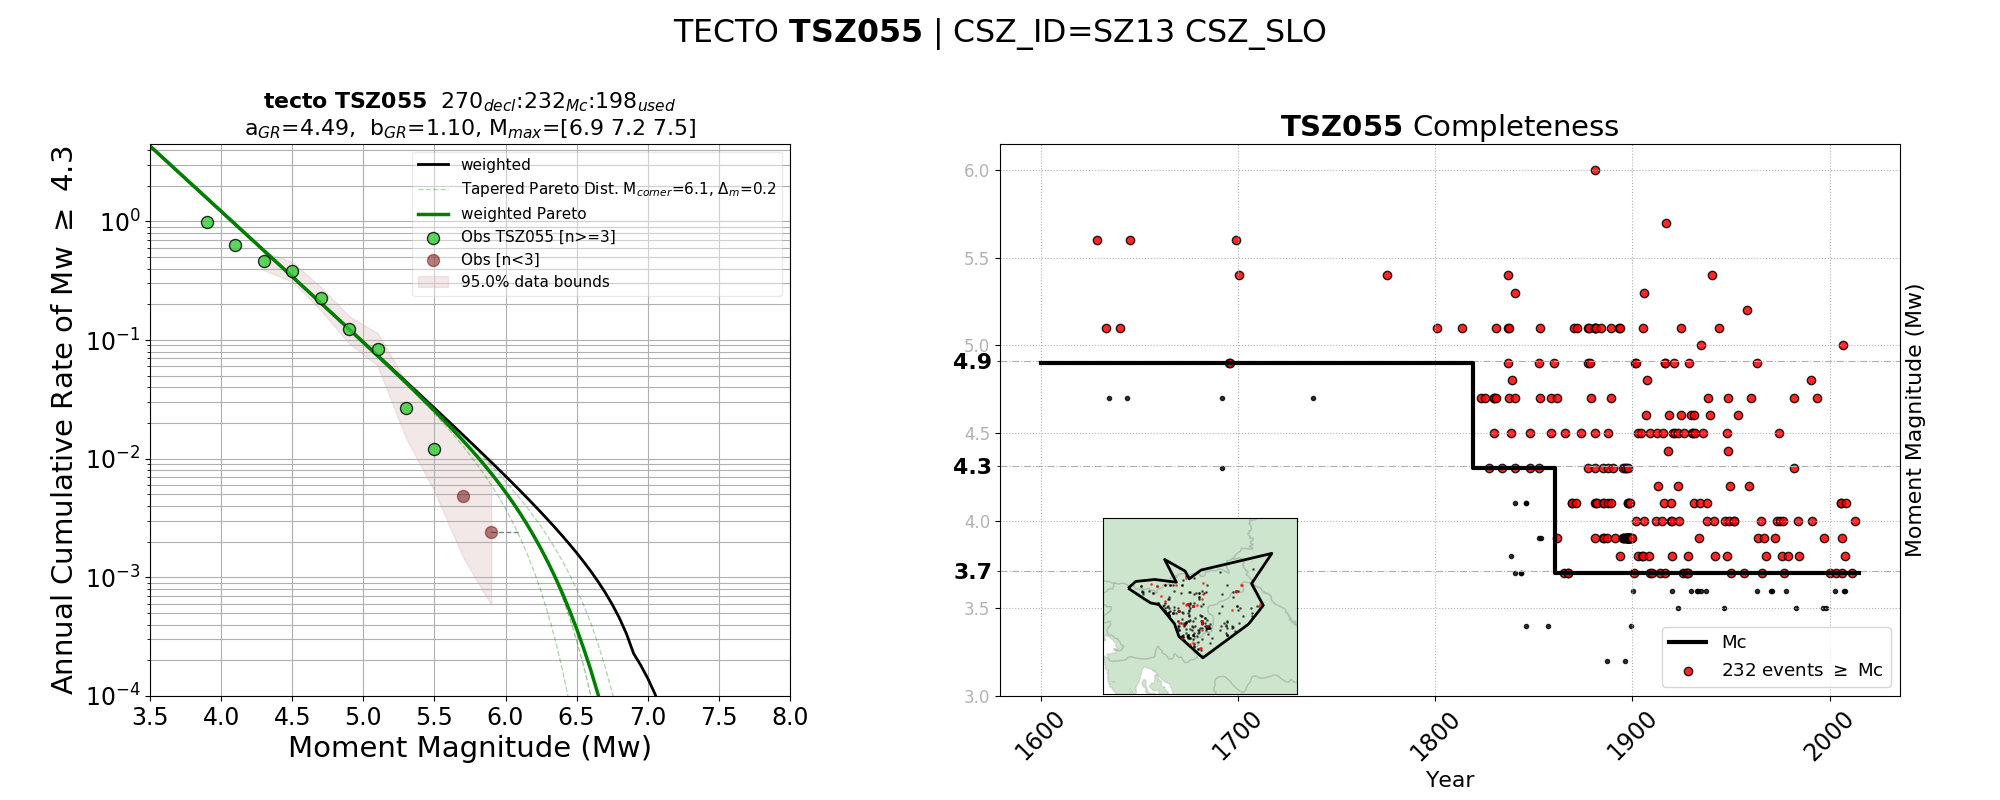 TECTO TSZ055 | CSZ_ID=SZ13 CSZ_SLO
tecto TSZ055 270decl:232Mc:198used
aGR=4.49, bGR=1.10, Mmax=[6.9 7.2 7.5]
Annual Cumulative Rate of Mw ≥ 4.3
10^0
10^−1
10^−2
10^−3
10^−4
weighted
Tapered Pareto Dist. Mcorner=6.1, Δm=0.2
weighted Pareto
Obs TSZ055 [n>=3]
Obs [n<3]
95.0% data bounds
3.5 4.0 4.5 5.0 5.5 6.0 6.5 7.0 7.5 8.0
Moment Magnitude (Mw)
TSZ055 Completeness
6.0
5.5
5.0
4.9
4.5
4.3
4.0
3.7
3.5
3.0
Moment Magnitude (Mw)
Mc
232 events ≥ Mc
1600 1700 1800 1900 2000
Year